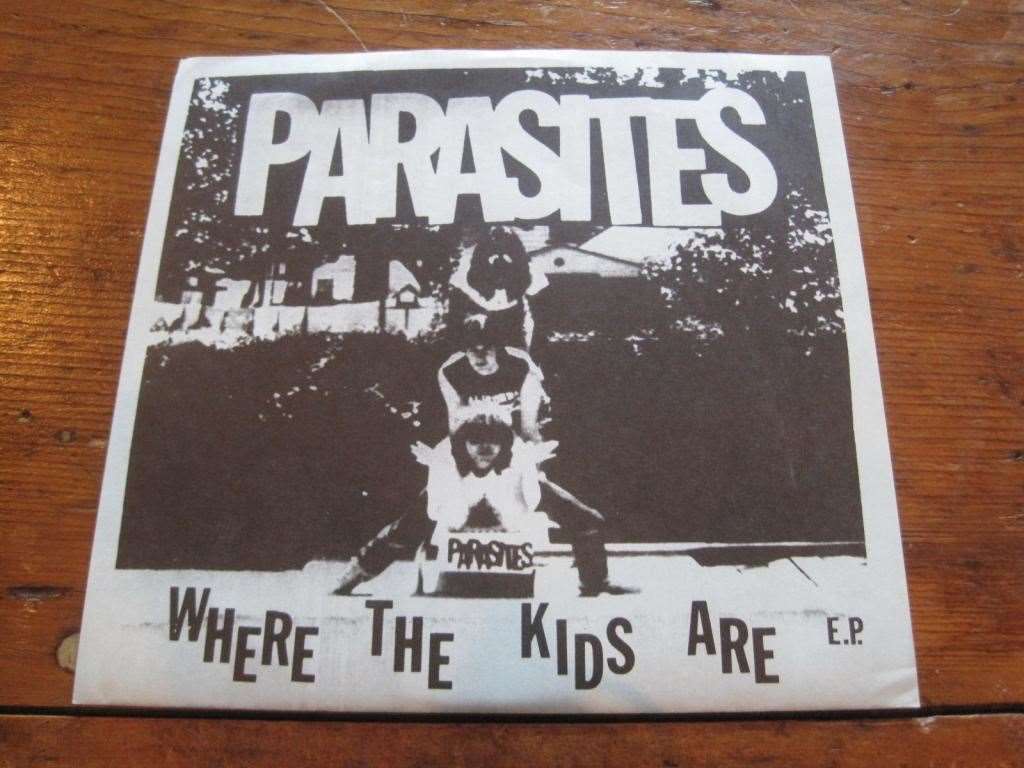 PARASITES
PARASITES
WHERE THE KIDS ARE E.P.